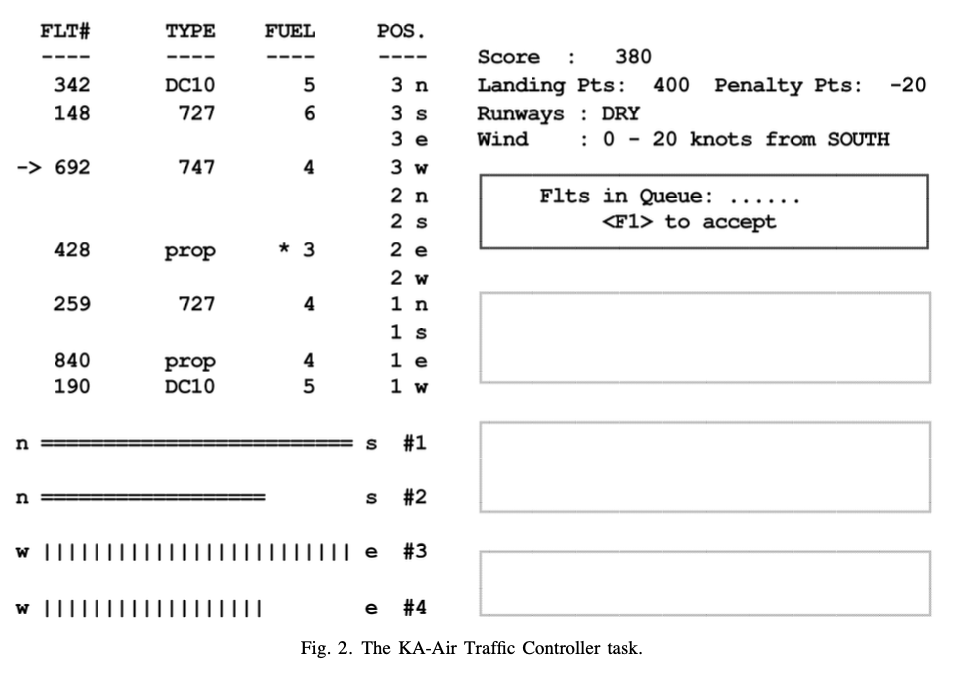 FLT# TYPE FUEL POS.
---- ---- ---- ----
342 DC10 5 3 n
148 727 6 3 s
3 e
-> 692 747 4 3 w
2 n
2 s
428 prop * 3 2 e
2 w
259 727 4 1 n
1 s
840 prop 4 1 e
190 DC10 5 1 w
n ========================= s #1
n ================== s #2
w ||||||||||||||||||||||||| e #3
w |||||||||||||||||| e #4
Score : 380
Landing Pts: 400 Penalty Pts: -20
Runways : DRY
Wind : 0 - 20 knots from SOUTH
Flts in Queue: ......
<F1> to accept
Fig. 2. The KA-Air Traffic Controller task.